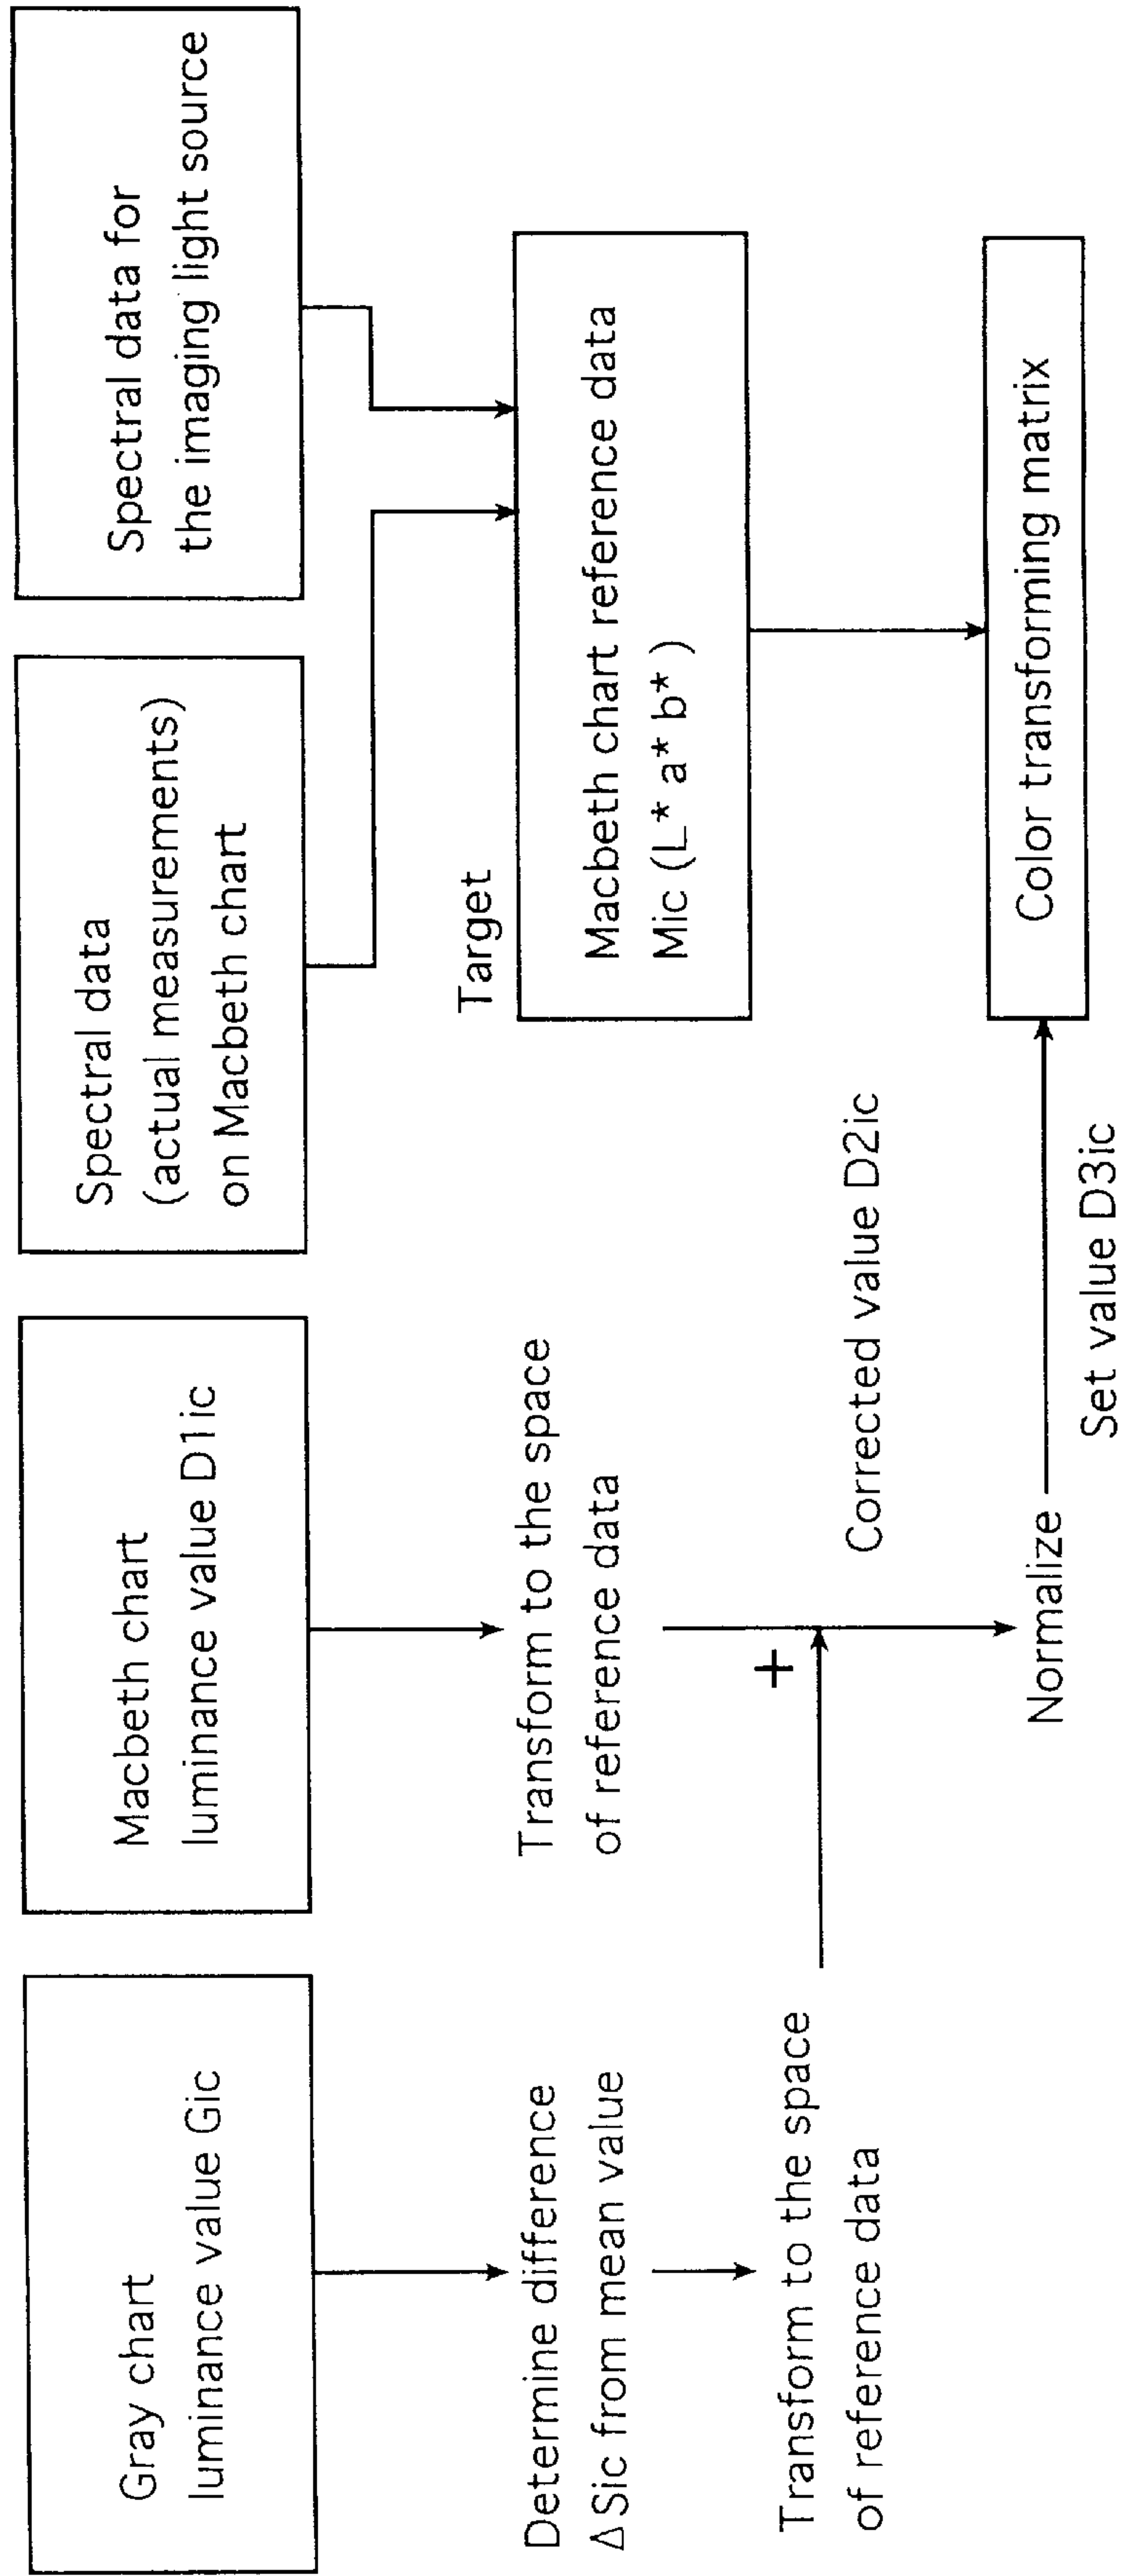 Gray chart
luminance value Gic
Determine difference
ΔSic from mean value
Transform to the space
of reference data
Macbeth chart
luminance value D1ic
Transform to the space
of reference data
+
Corrected value D2ic
Normalize
Set value D3ic
Spectral data
(actual measurements)
on Macbeth chart
Spectral data for
the imaging light source
Target
Macbeth chart reference data
Mic (L* a* b* )
Color transforming matrix